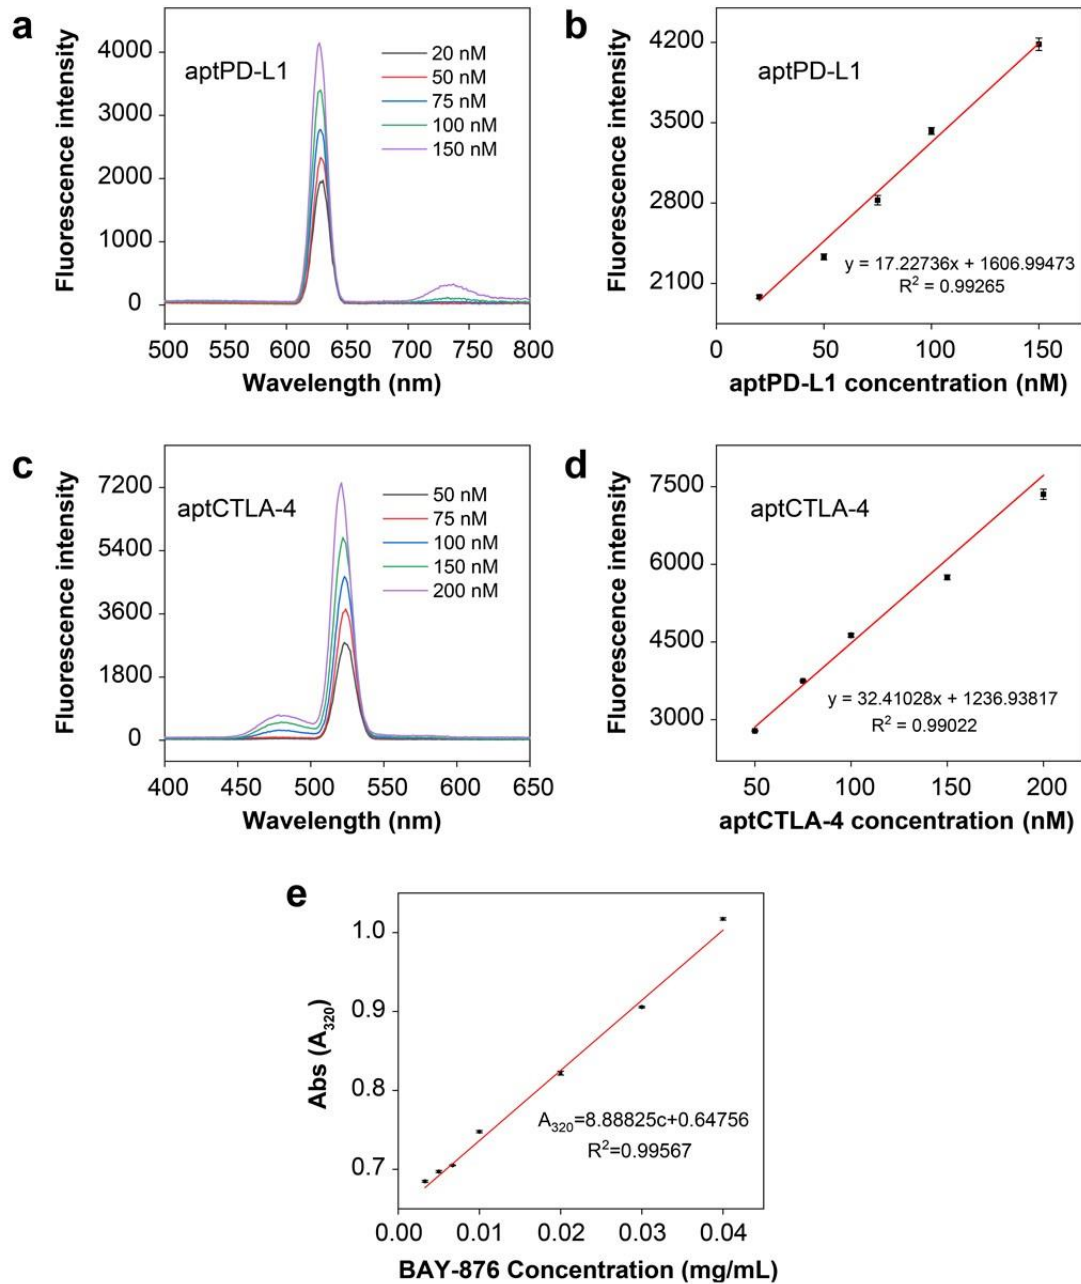 a
Fluorescence intensity
4000
3000
2000
1000
0
aptPD-L1
20 nM
50 nM
75 nM
100 nM
150 nM
500 550 600 650 700 750 800
Wavelength (nm)
b
Fluorescence intensity
4200
3500
2800
2100
aptPD-L1
y = 17.22736x + 1606.99473
R² = 0.99265
0 50 100 150
aptPD-L1 concentration (nM)
c
Fluorescence intensity
7200
5400
3600
1800
0
aptCTLA-4
50 nM
75 nM
100 nM
150 nM
200 nM
400 450 500 550 600 650
Wavelength (nm)
d
Fluorescence intensity
7500
6000
4500
3000
aptCTLA-4
y = 32.41028x + 1236.93817
R² = 0.99022
50 100 150 200
aptCTLA-4 concentration (nM)
e
Abs (A₃₂₀)
1.0
0.9
0.8
0.7
A₃₂₀=8.88825c+0.64756
R²=0.99567
0.00 0.01 0.02 0.03 0.04
BAY-876 Concentration (mg/mL)